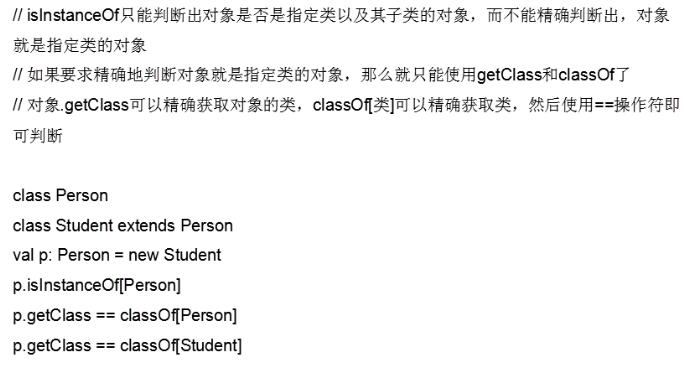 // isInstanceOf只能判断出对象是否是指定类以及其子类的对象，而不能精确判断出，对象
就是指定类的对象
// 如果要求精确地判断对象就是指定类的对象，那么就只能使用getClass和classOf了
// 对象.getClass可以精确获取对象的类，classOf[类]可以精确获取类，然后使用==操作符即
可判断
class Person
class Student extends Person
val p: Person = new Student
p.isInstanceOf[Person]
p.getClass == classOf[Person]
p.getClass == classOf[Student]